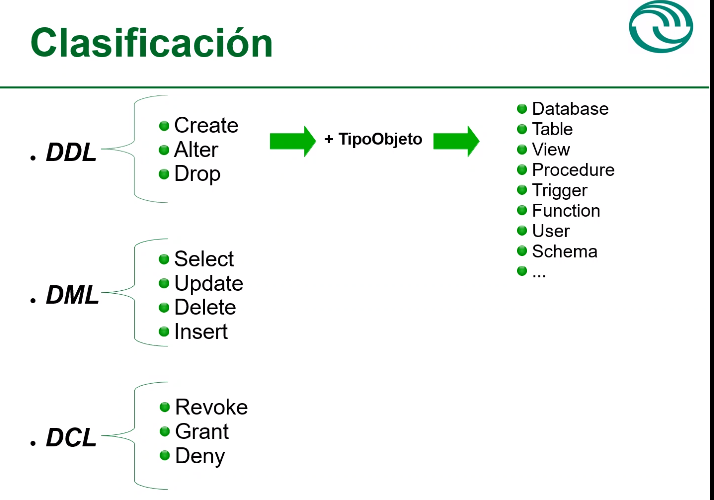 Clasificación
. DDL
Create
Alter
Drop
+ TipoObjeto
Database
Table
View
Procedure
Trigger
Function
User
Schema
...
. DML
Select
Update
Delete
Insert
. DCL
Revoke
Grant
Deny